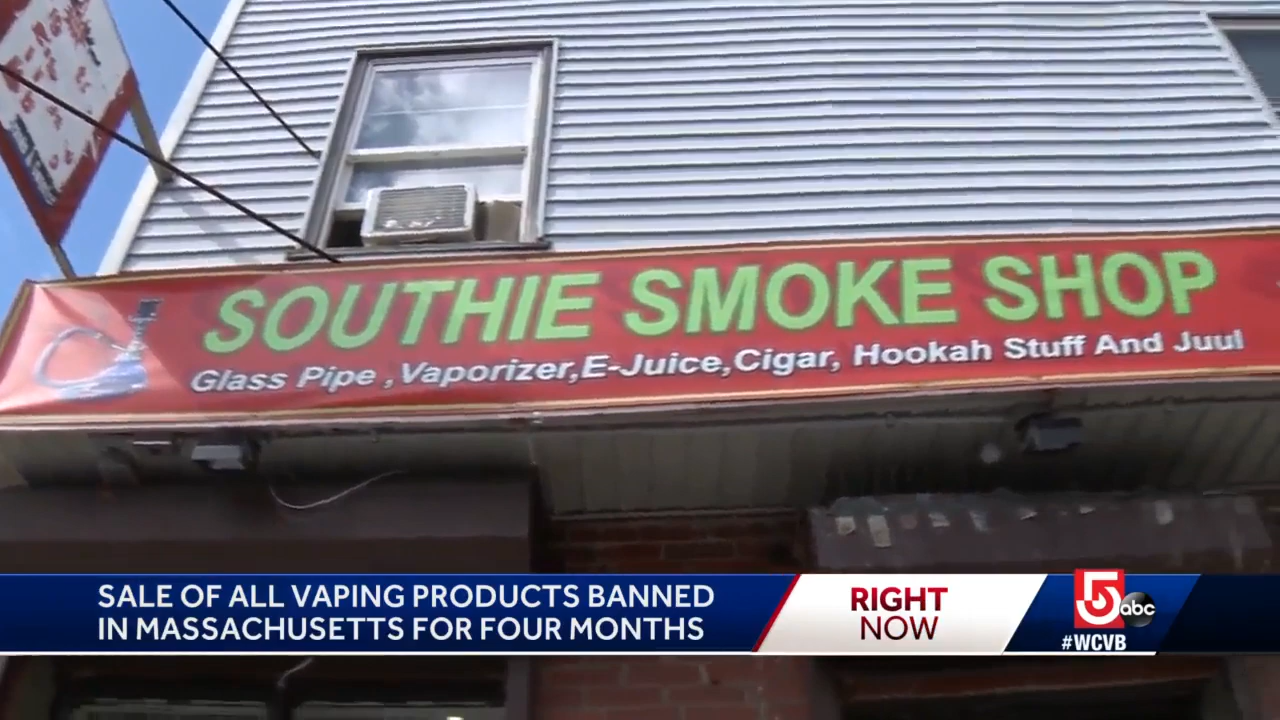 SOUTHIE SMOKE SHOP
Glass Pipe ,Vaporizer,E-Juice,Cigar, Hookah Stuff And Juul
SALE OF ALL VAPING PRODUCTS BANNED
IN MASSACHUSETTS FOR FOUR MONTHS
RIGHT
NOW
5
abc
#WCVB